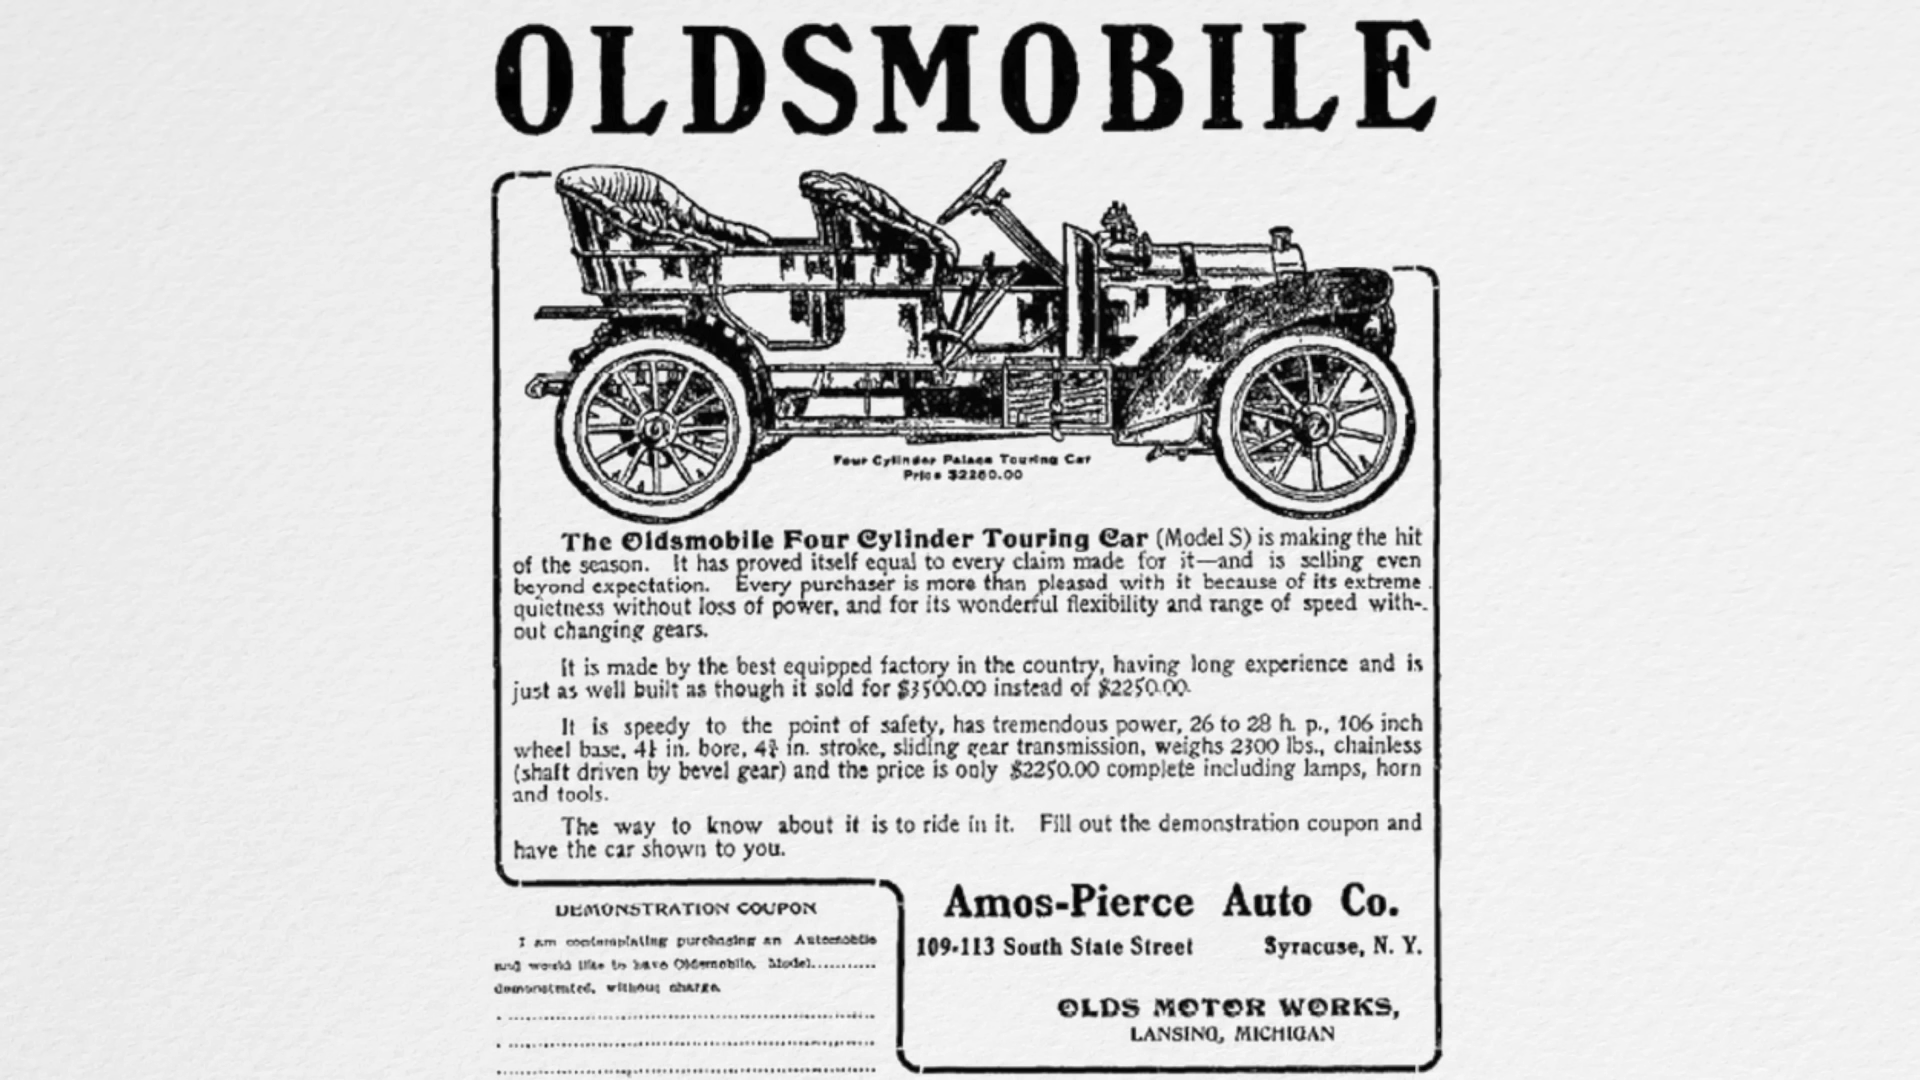 OLDSMOBILE
Four Cylinder Palace Touring Car
Price $2250.00
The Oldsmobile Four Cylinder Touring Car (Model S) is making the hit
of the season. It has proved itself equal to every claim made for it—and is selling even
beyond expectation. Every purchaser is more than pleased with it because of its extreme
quietness without loss of power, and for its wonderful flexibility and range of speed with-
out changing gears.
It is made by the best equipped factory in the country, having long experience and is
just as well built as though it sold for $3500.00 instead of $2250.00.
It is speedy to the point of safety, has tremendous power, 26 to 28 h. p., 106 inch
wheel base, in. bore, in. stroke, sliding gear transmission, weighs 2300 lbs., chainless
(shaft driven by bevel gear) and the price is only $2250.00 complete including lamps, horn
and tools.
The way to know about it is to ride in it. Fill out the demonstration coupon and
have the car shown to you.
DEMONSTRATION COUPON
I am contemplating purchasing an Automobile
and would like to have Oldsmobile, Model...........
demonstrated, without charge.
Amos-Pierce Auto Co.
109-113 South State Street Syracuse, N. Y.
OLDS MOTOR WORKS,
LANSING, MICHIGAN